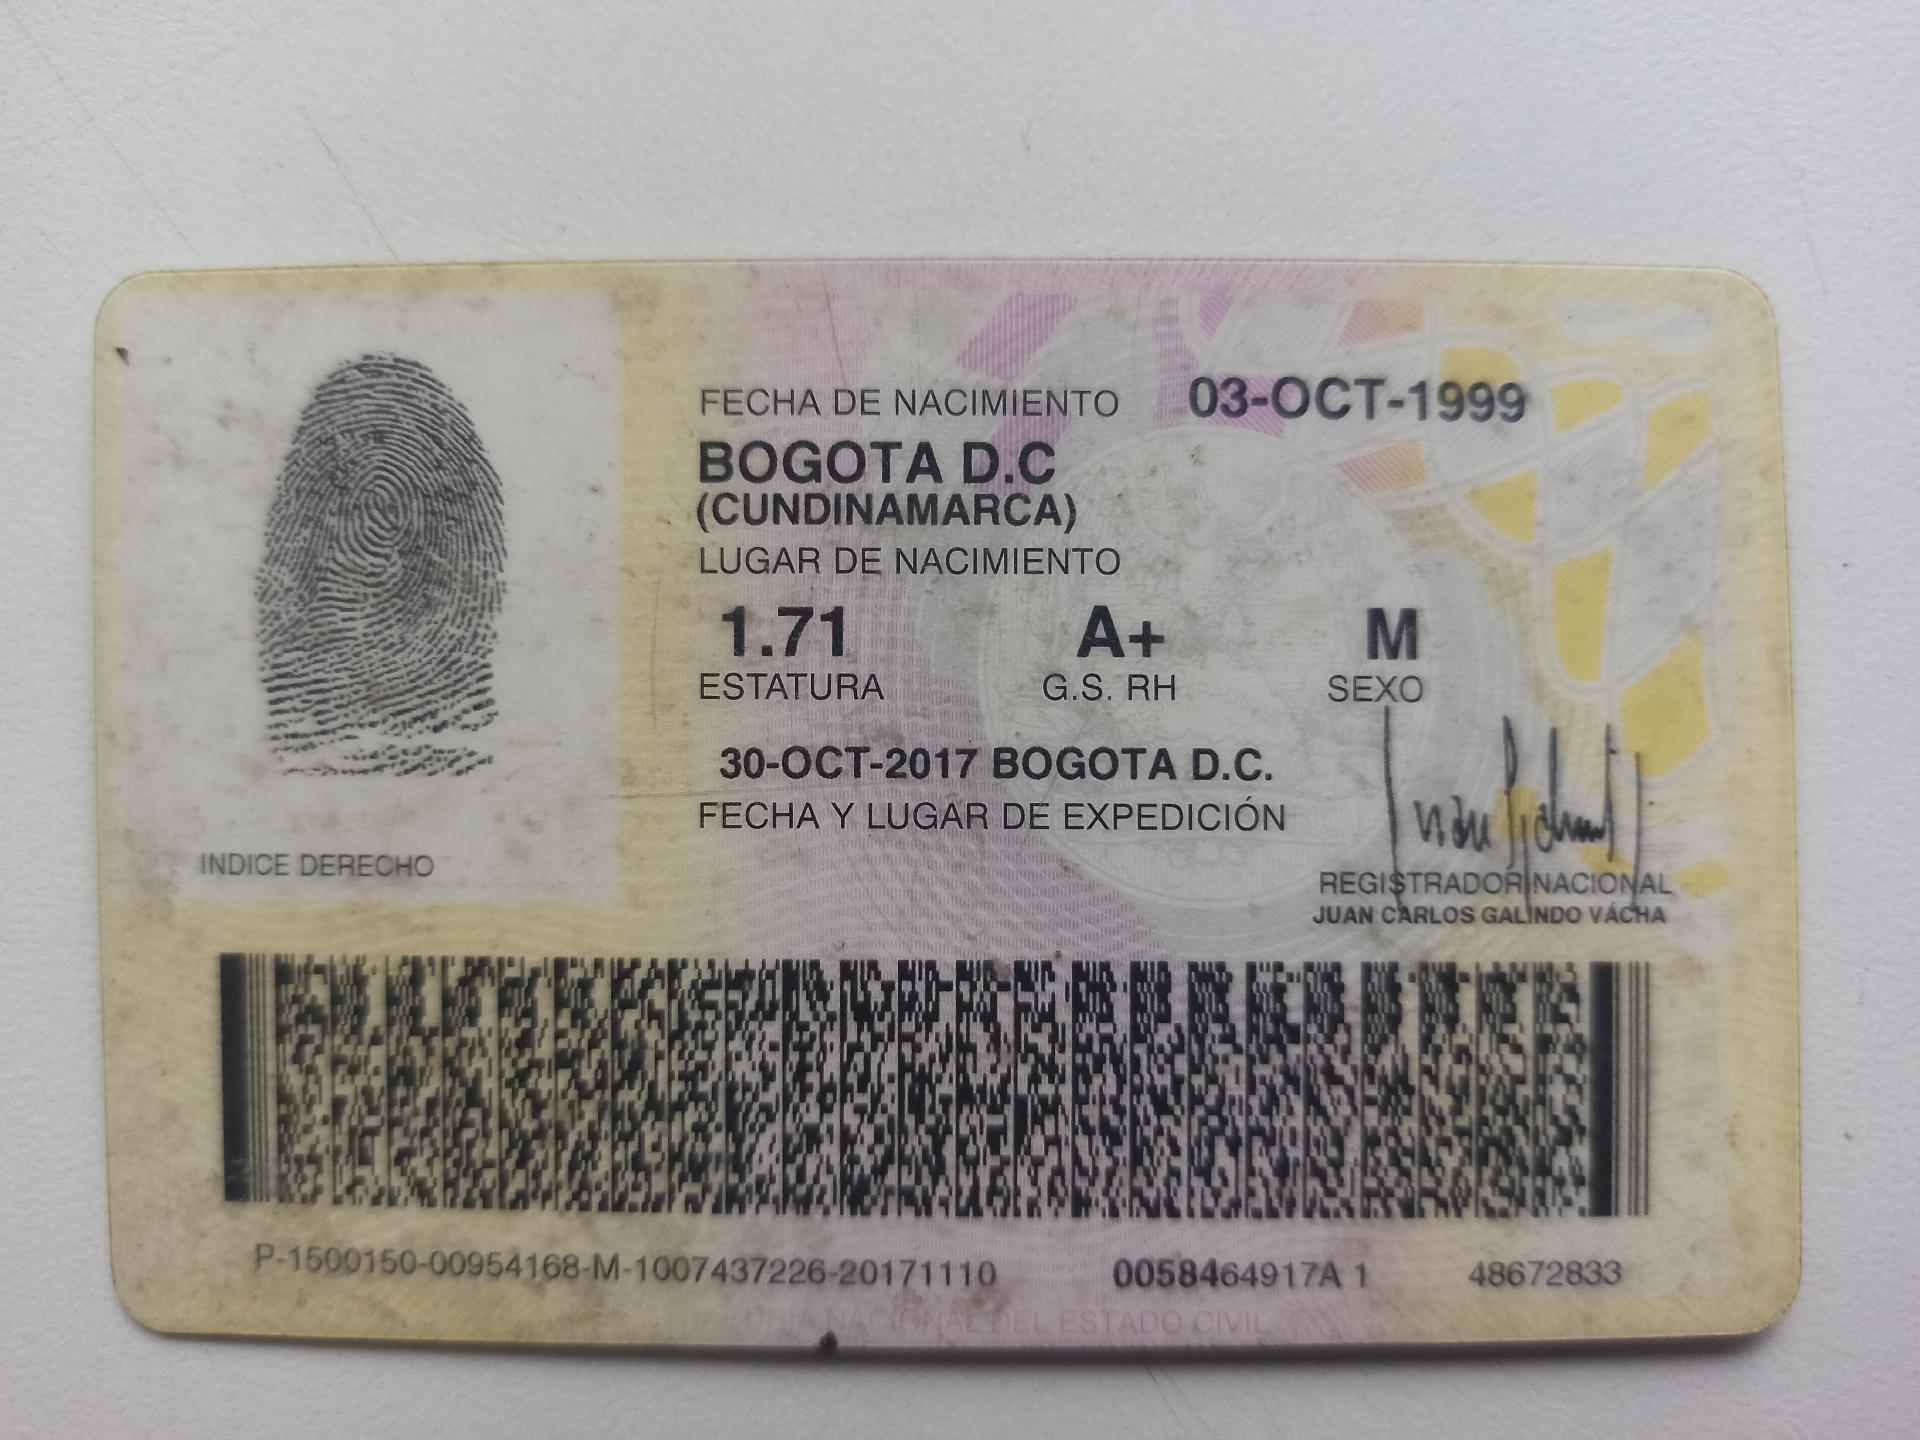 FECHA DE NACIMIENTO 03-OCT-1999
BOGOTA D.C
(CUNDINAMARCA)
LUGAR DE NACIMIENTO
1.71 A+ M
ESTATURA G.S. RH SEXO
30-OCT-2017 BOGOTA D.C.
FECHA Y LUGAR DE EXPEDICIÓN
INDICE DERECHO
REGISTRADOR NACIONAL
JUAN CARLOS GALINDO VÁCHA
P-1500150-00954168-M-1007437226-20171110 0058464917A 1 48672833
NACIONAL DEL ESTADO CIVIL